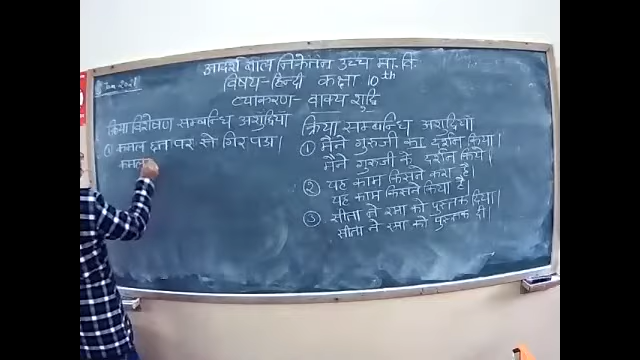 आदर्श बाल निकेतन उच्च मा. वि.
विषय-हिन्दी कक्षा 10th
व्याकरण- वाक्य शुद्धि
क्रिया विशेषण सम्बन्धि अशुद्धियाँ
① कमल छत पर से गिर पड़ा।
कमल
क्रिया सम्बन्धि अशुद्धियाँ
① मैंने गुरुजी का दर्शन किया।
मैंने गुरुजी के दर्शन किये।
② यह काम किसने करा है।
यह काम किसने किया है।
③ सीता ने रमा को पुस्तक दिया।
सीता ने रमा को पुस्तक दी।